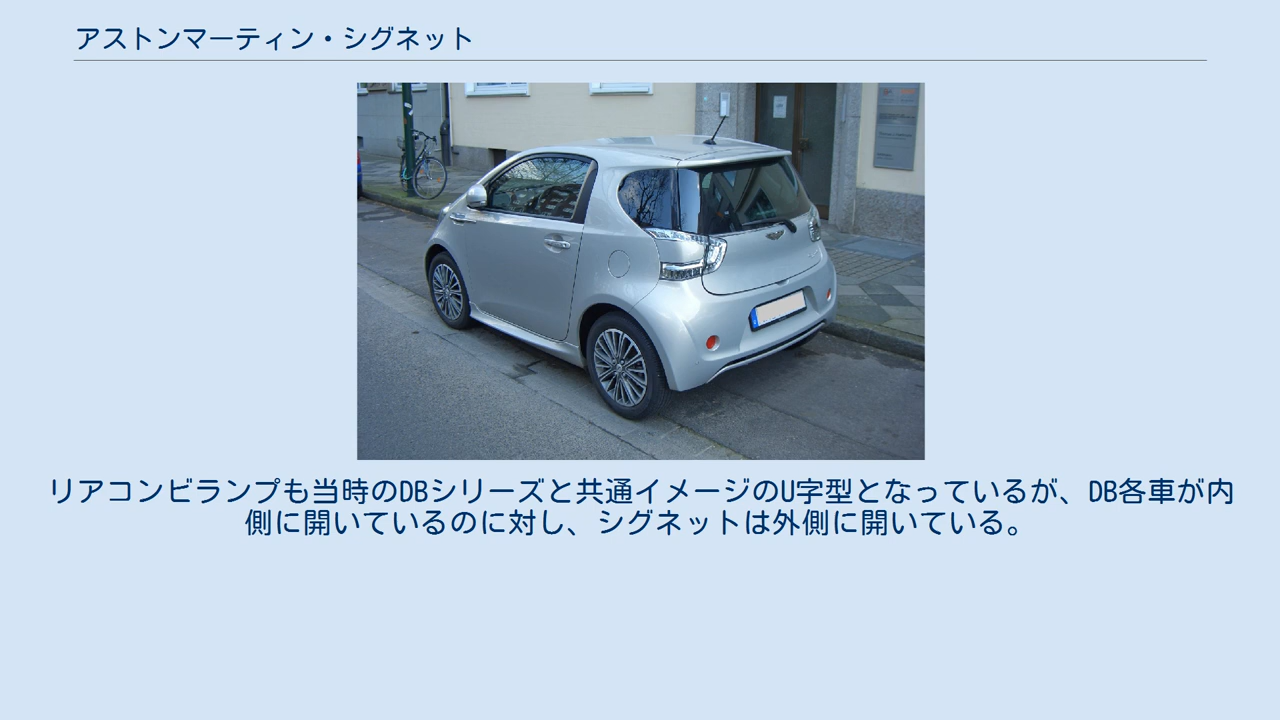 アストンマーティン・シグネット
リアコンビランプも当時のDBシリーズと共通イメージのU字型となっているが、DB各車が内
側に開いているのに対し、シグネットは外側に開いている。